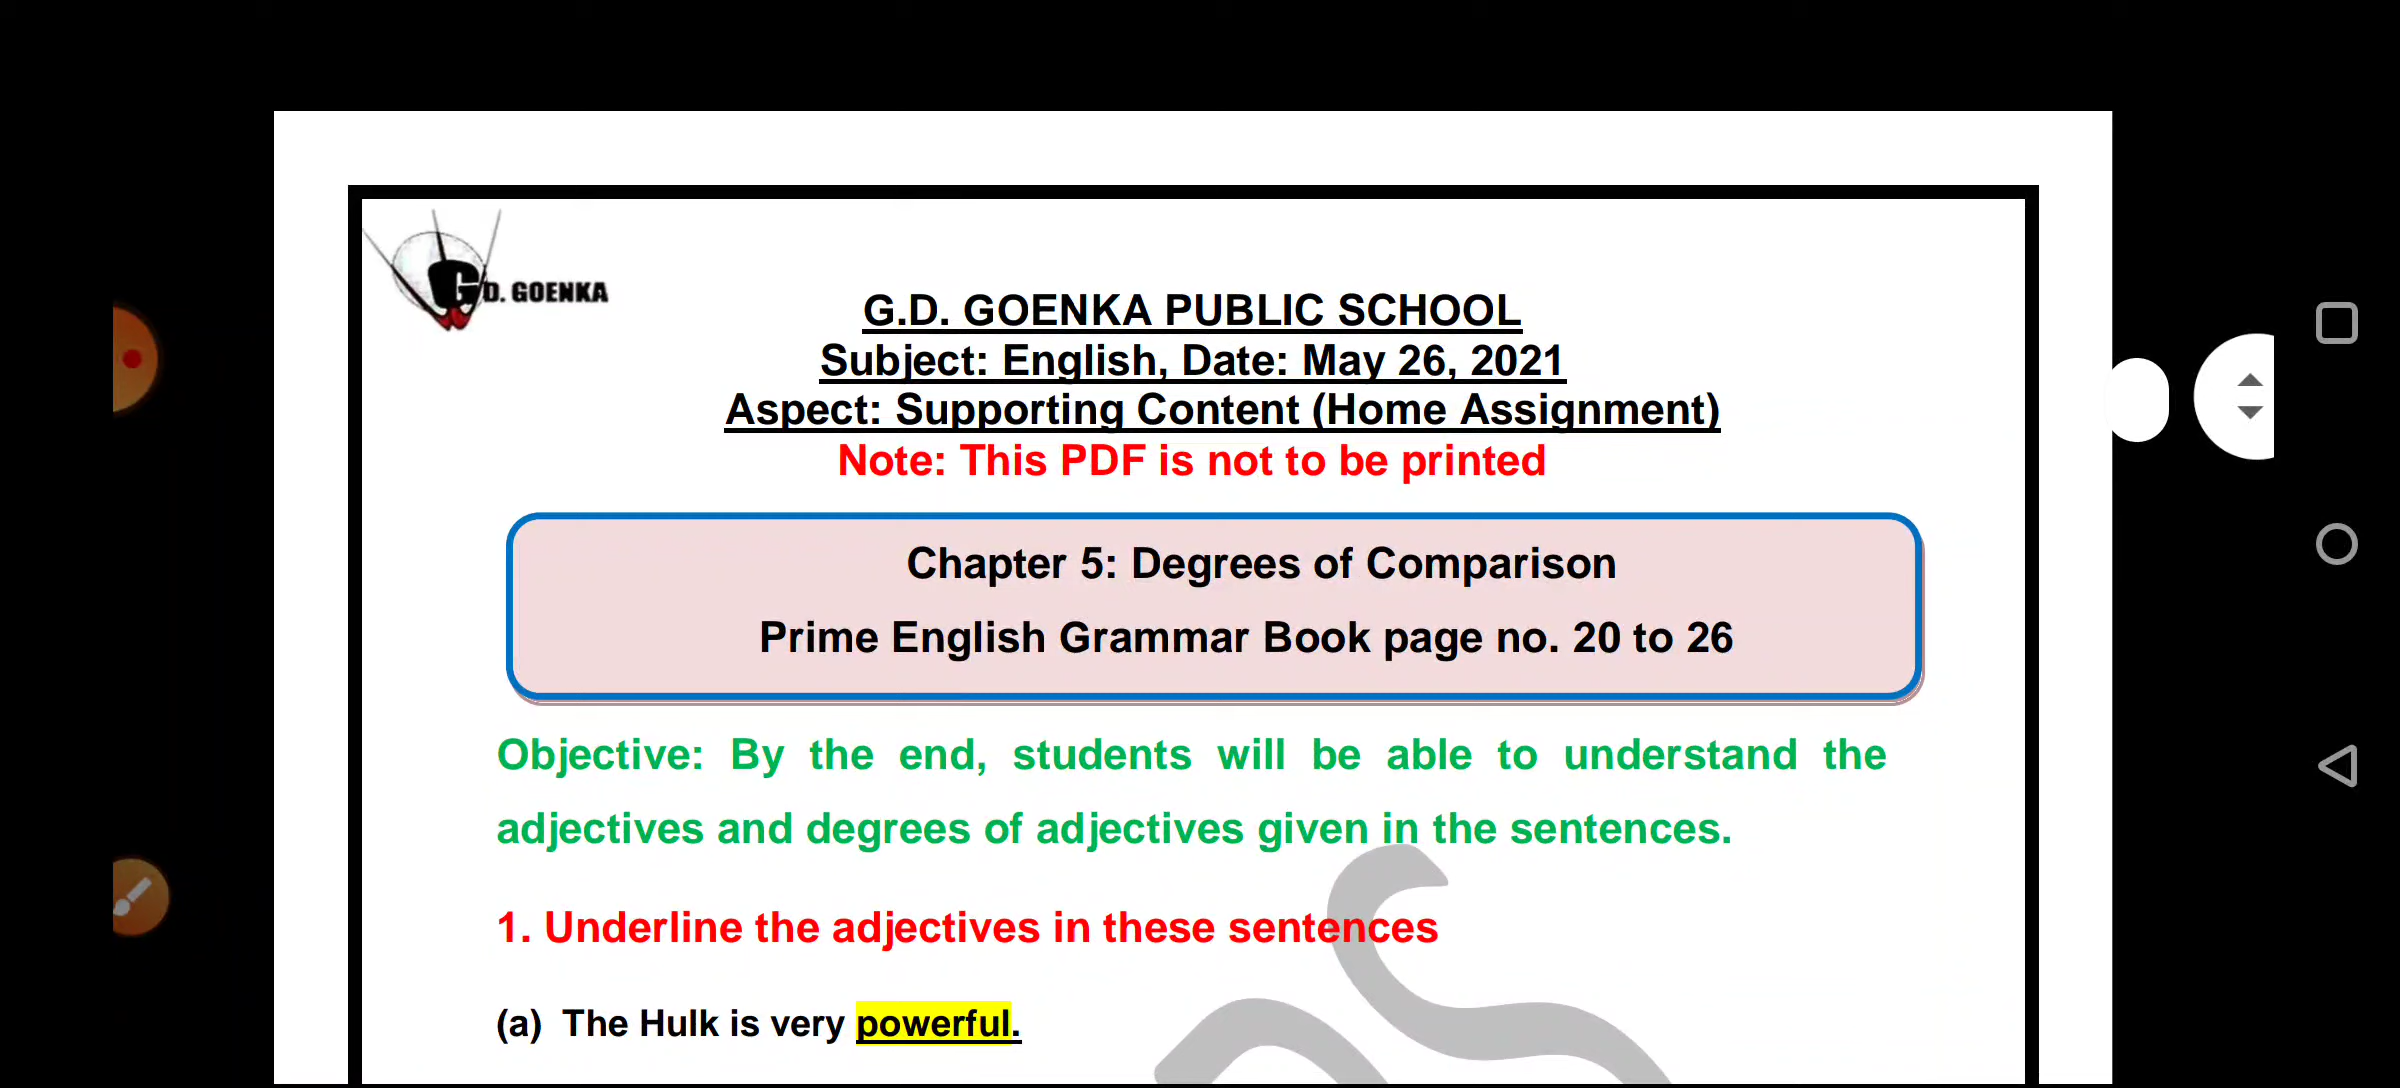 G
D. GOENKA
G.D. GOENKA PUBLIC SCHOOL
Subject: English, Date: May 26, 2021
Aspect: Supporting Content (Home Assignment)
Note: This PDF is not to be printed
Chapter 5: Degrees of Comparison
Prime English Grammar Book page no. 20 to 26
Objective: By the end, students will be able to understand the
adjectives and degrees of adjectives given in the sentences.
1. Underline the adjectives in these sentences
(a) The Hulk is very powerful.